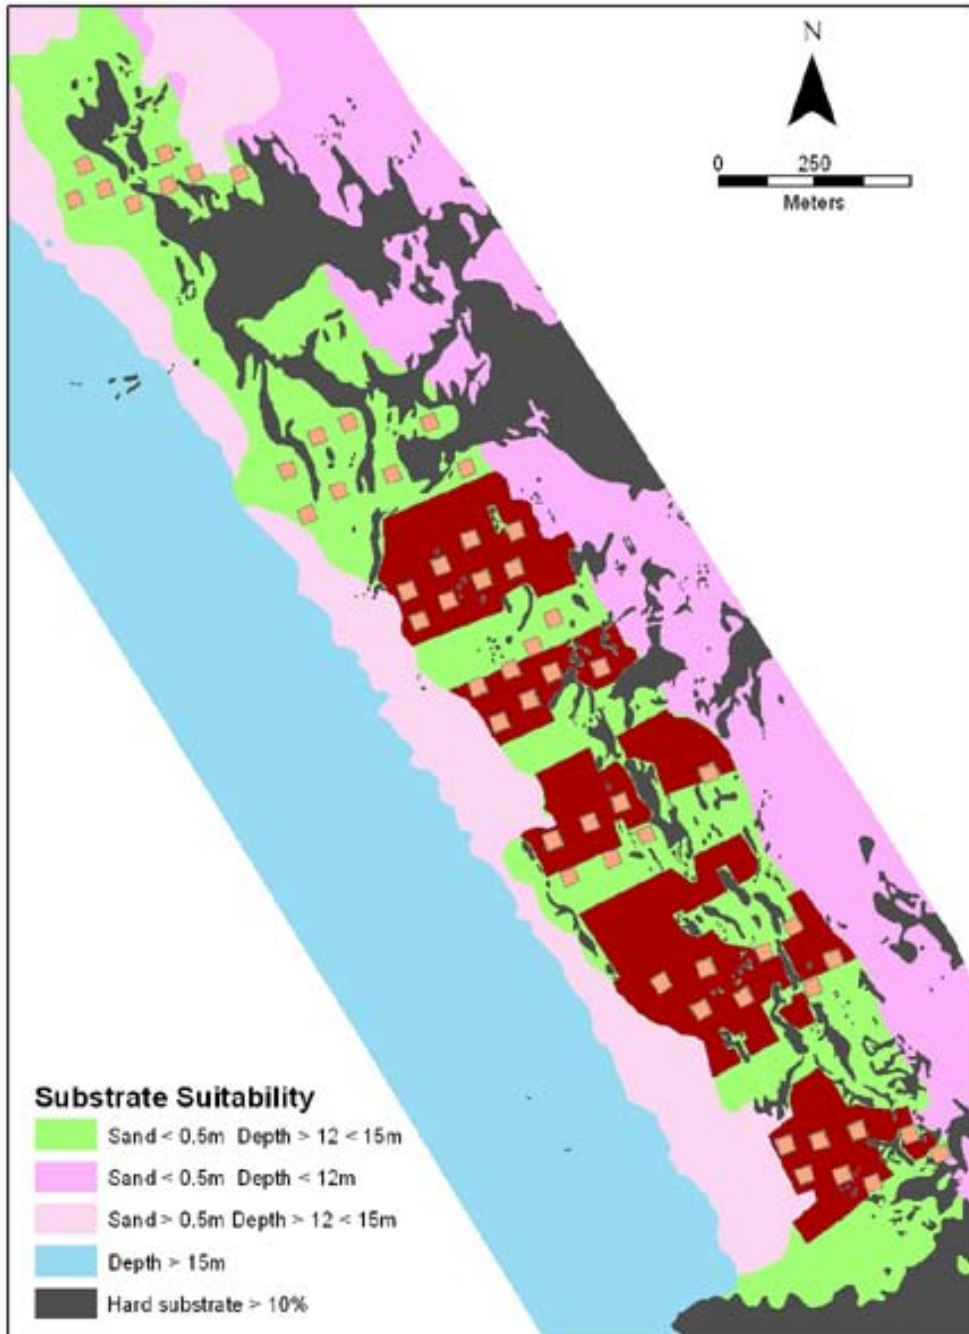 N
0 250
Meters
Substrate Suitability
Sand < 0.5m Depth > 12 < 15m
Sand < 0.5m Depth < 12m
Sand > 0.5m Depth > 12 < 15m
Depth > 15m
Hard substrate > 10%